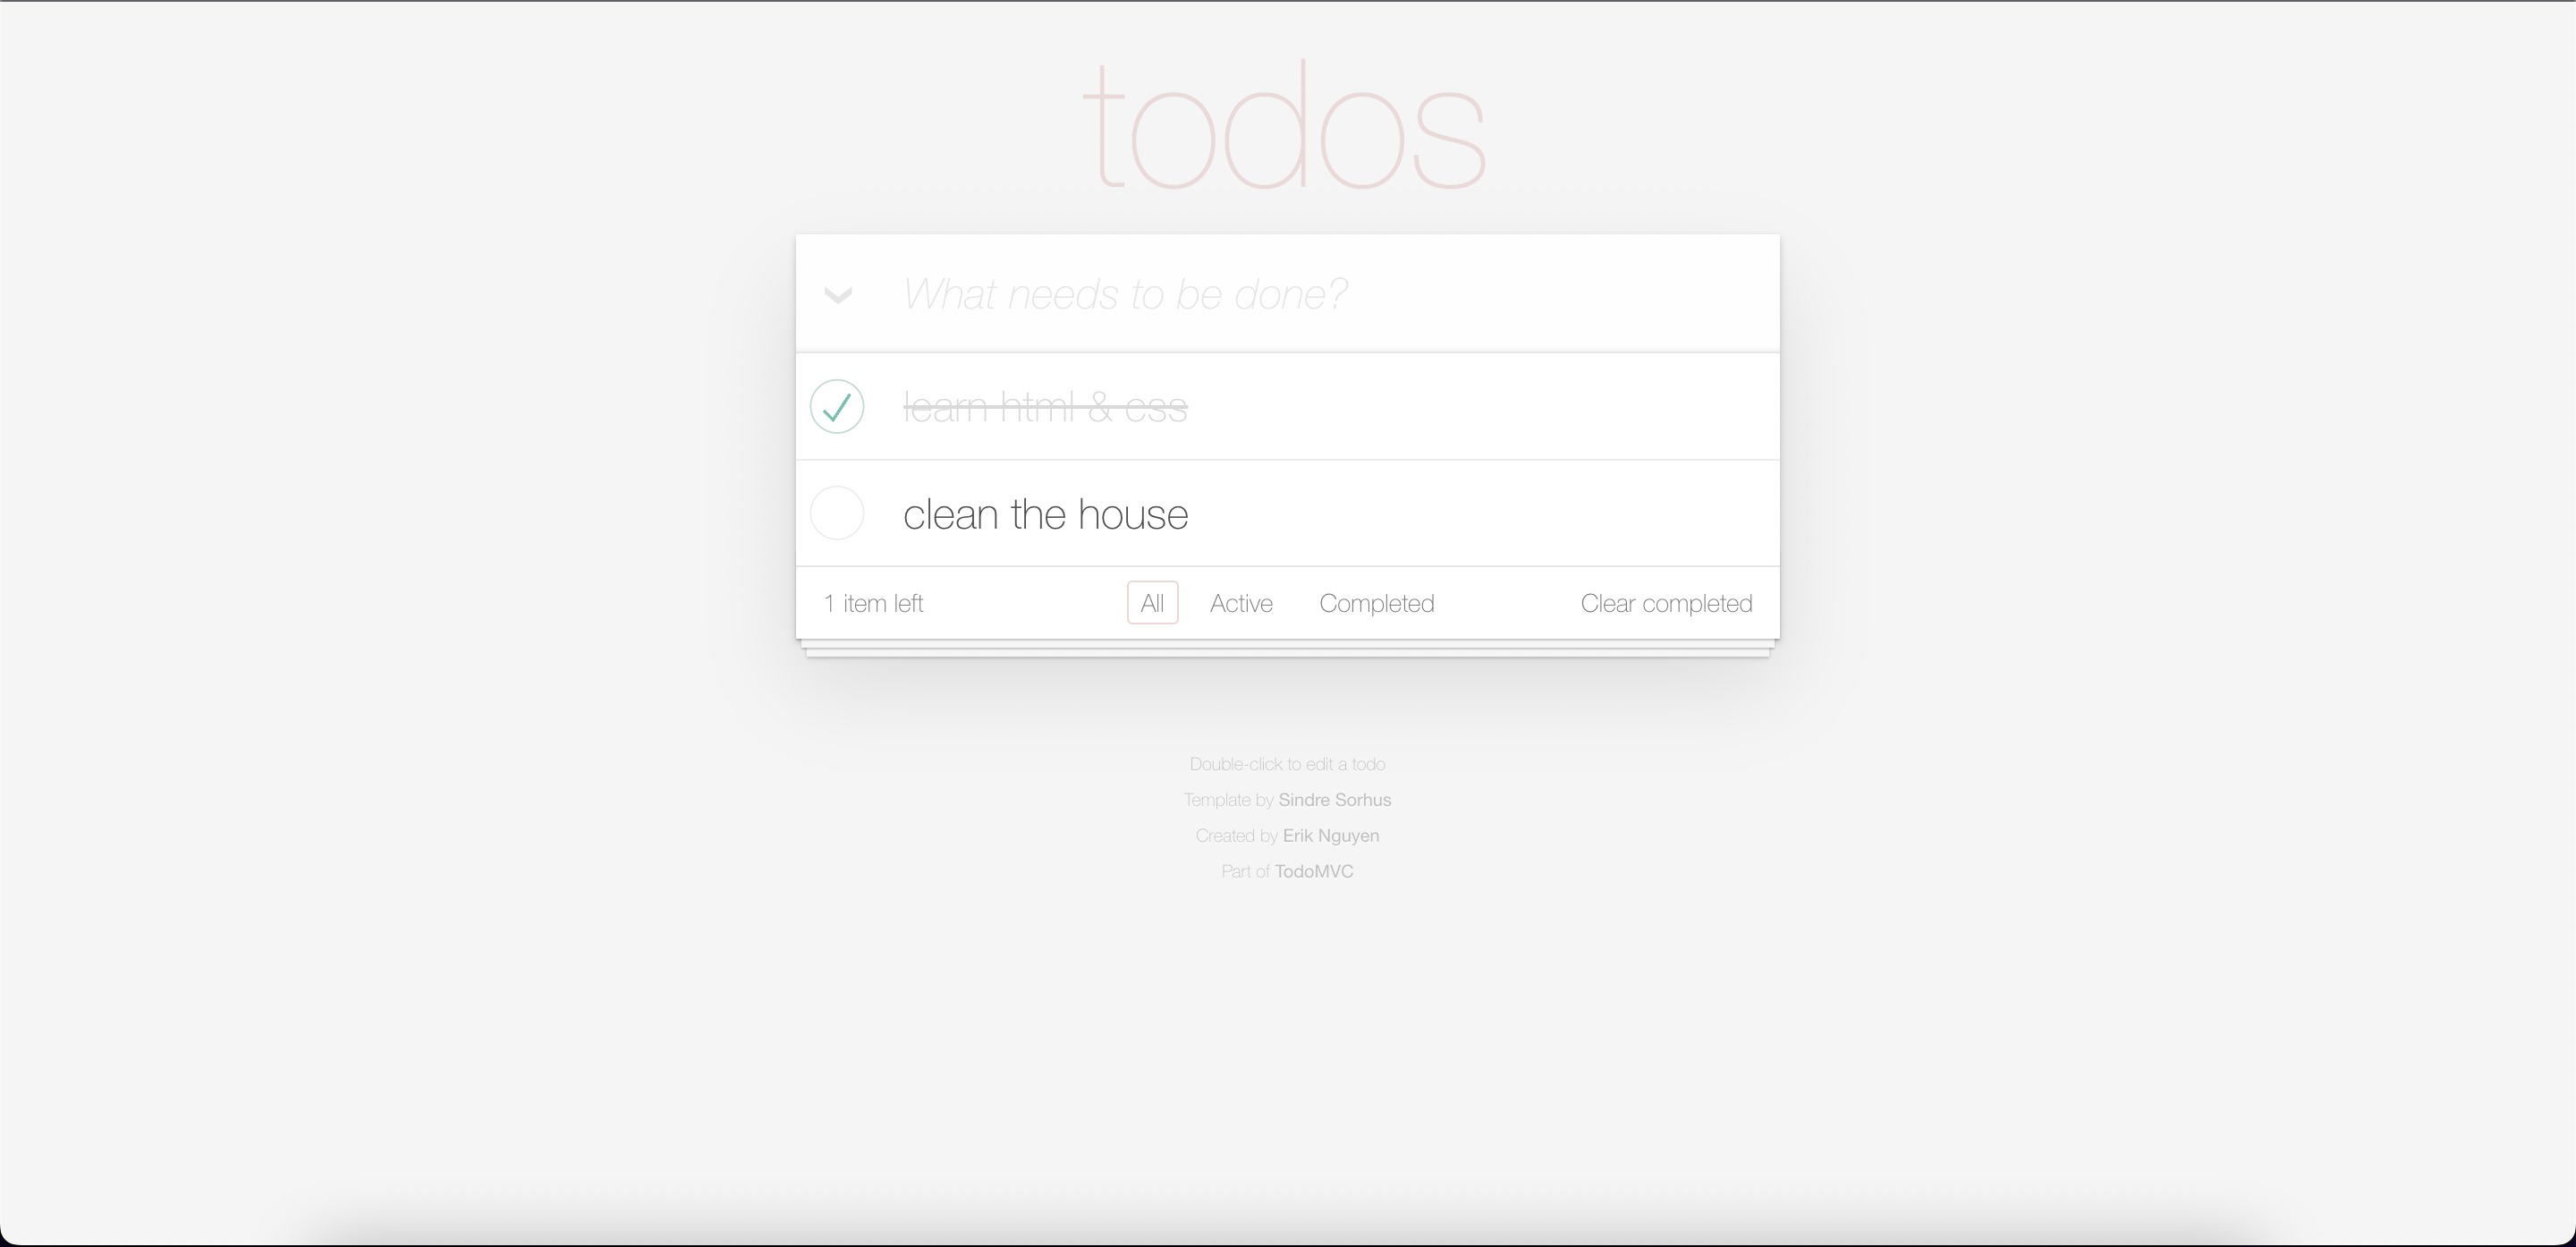 todos
What needs to be done?
learn html & css
clean the house
1 item left All Active Completed Clear completed
Double-click to edit a todo
Template by Sindre Sorhus
Created by Erik Nguyen
Part of TodoMVC